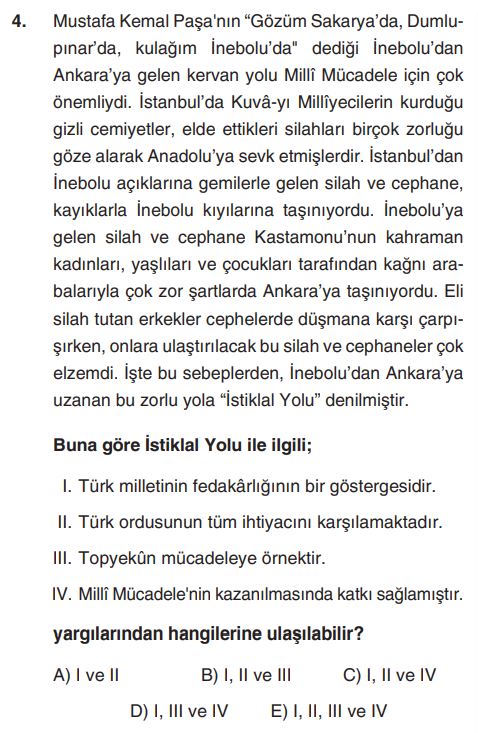 4. Mustafa Kemal Paşa'nın “Gözüm Sakarya’da, Dumlu-
pınar’da, kulağım İnebolu’da" dediği İnebolu’dan
Ankara’ya gelen kervan yolu Millî Mücadele için çok
önemliydi. İstanbul’da Kuvâ-yı Millîyecilerin kurduğu
gizli cemiyetler, elde ettikleri silahları birçok zorluğu
göze alarak Anadolu’ya sevk etmişlerdir. İstanbul’dan
İnebolu açıklarına gemilerle gelen silah ve cephane,
kayıklarla İnebolu kıyılarına taşınıyordu. İnebolu’ya
gelen silah ve cephane Kastamonu’nun kahraman
kadınları, yaşlıları ve çocukları tarafından kağnı ara-
balarıyla çok zor şartlarda Ankara’ya taşınıyordu. Eli
silah tutan erkekler cephelerde düşmana karşı çarpı-
şırken, onlara ulaştırılacak bu silah ve cephaneler çok
elzemdi. İşte bu sebeplerden, İnebolu’dan Ankara’ya
uzanan bu zorlu yola “İstiklal Yolu” denilmiştir.
Buna göre İstiklal Yolu ile ilgili;
I. Türk milletinin fedakârlığının bir göstergesidir.
II. Türk ordusunun tüm ihtiyacını karşılamaktadır.
III. Topyekûn mücadeleye örnektir.
IV. Millî Mücadele'nin kazanılmasında katkı sağlamıştır.
yargılarından hangilerine ulaşılabilir?
A) I ve II B) I, II ve III C) I, II ve IV
D) I, III ve IV E) I, II, III ve IV